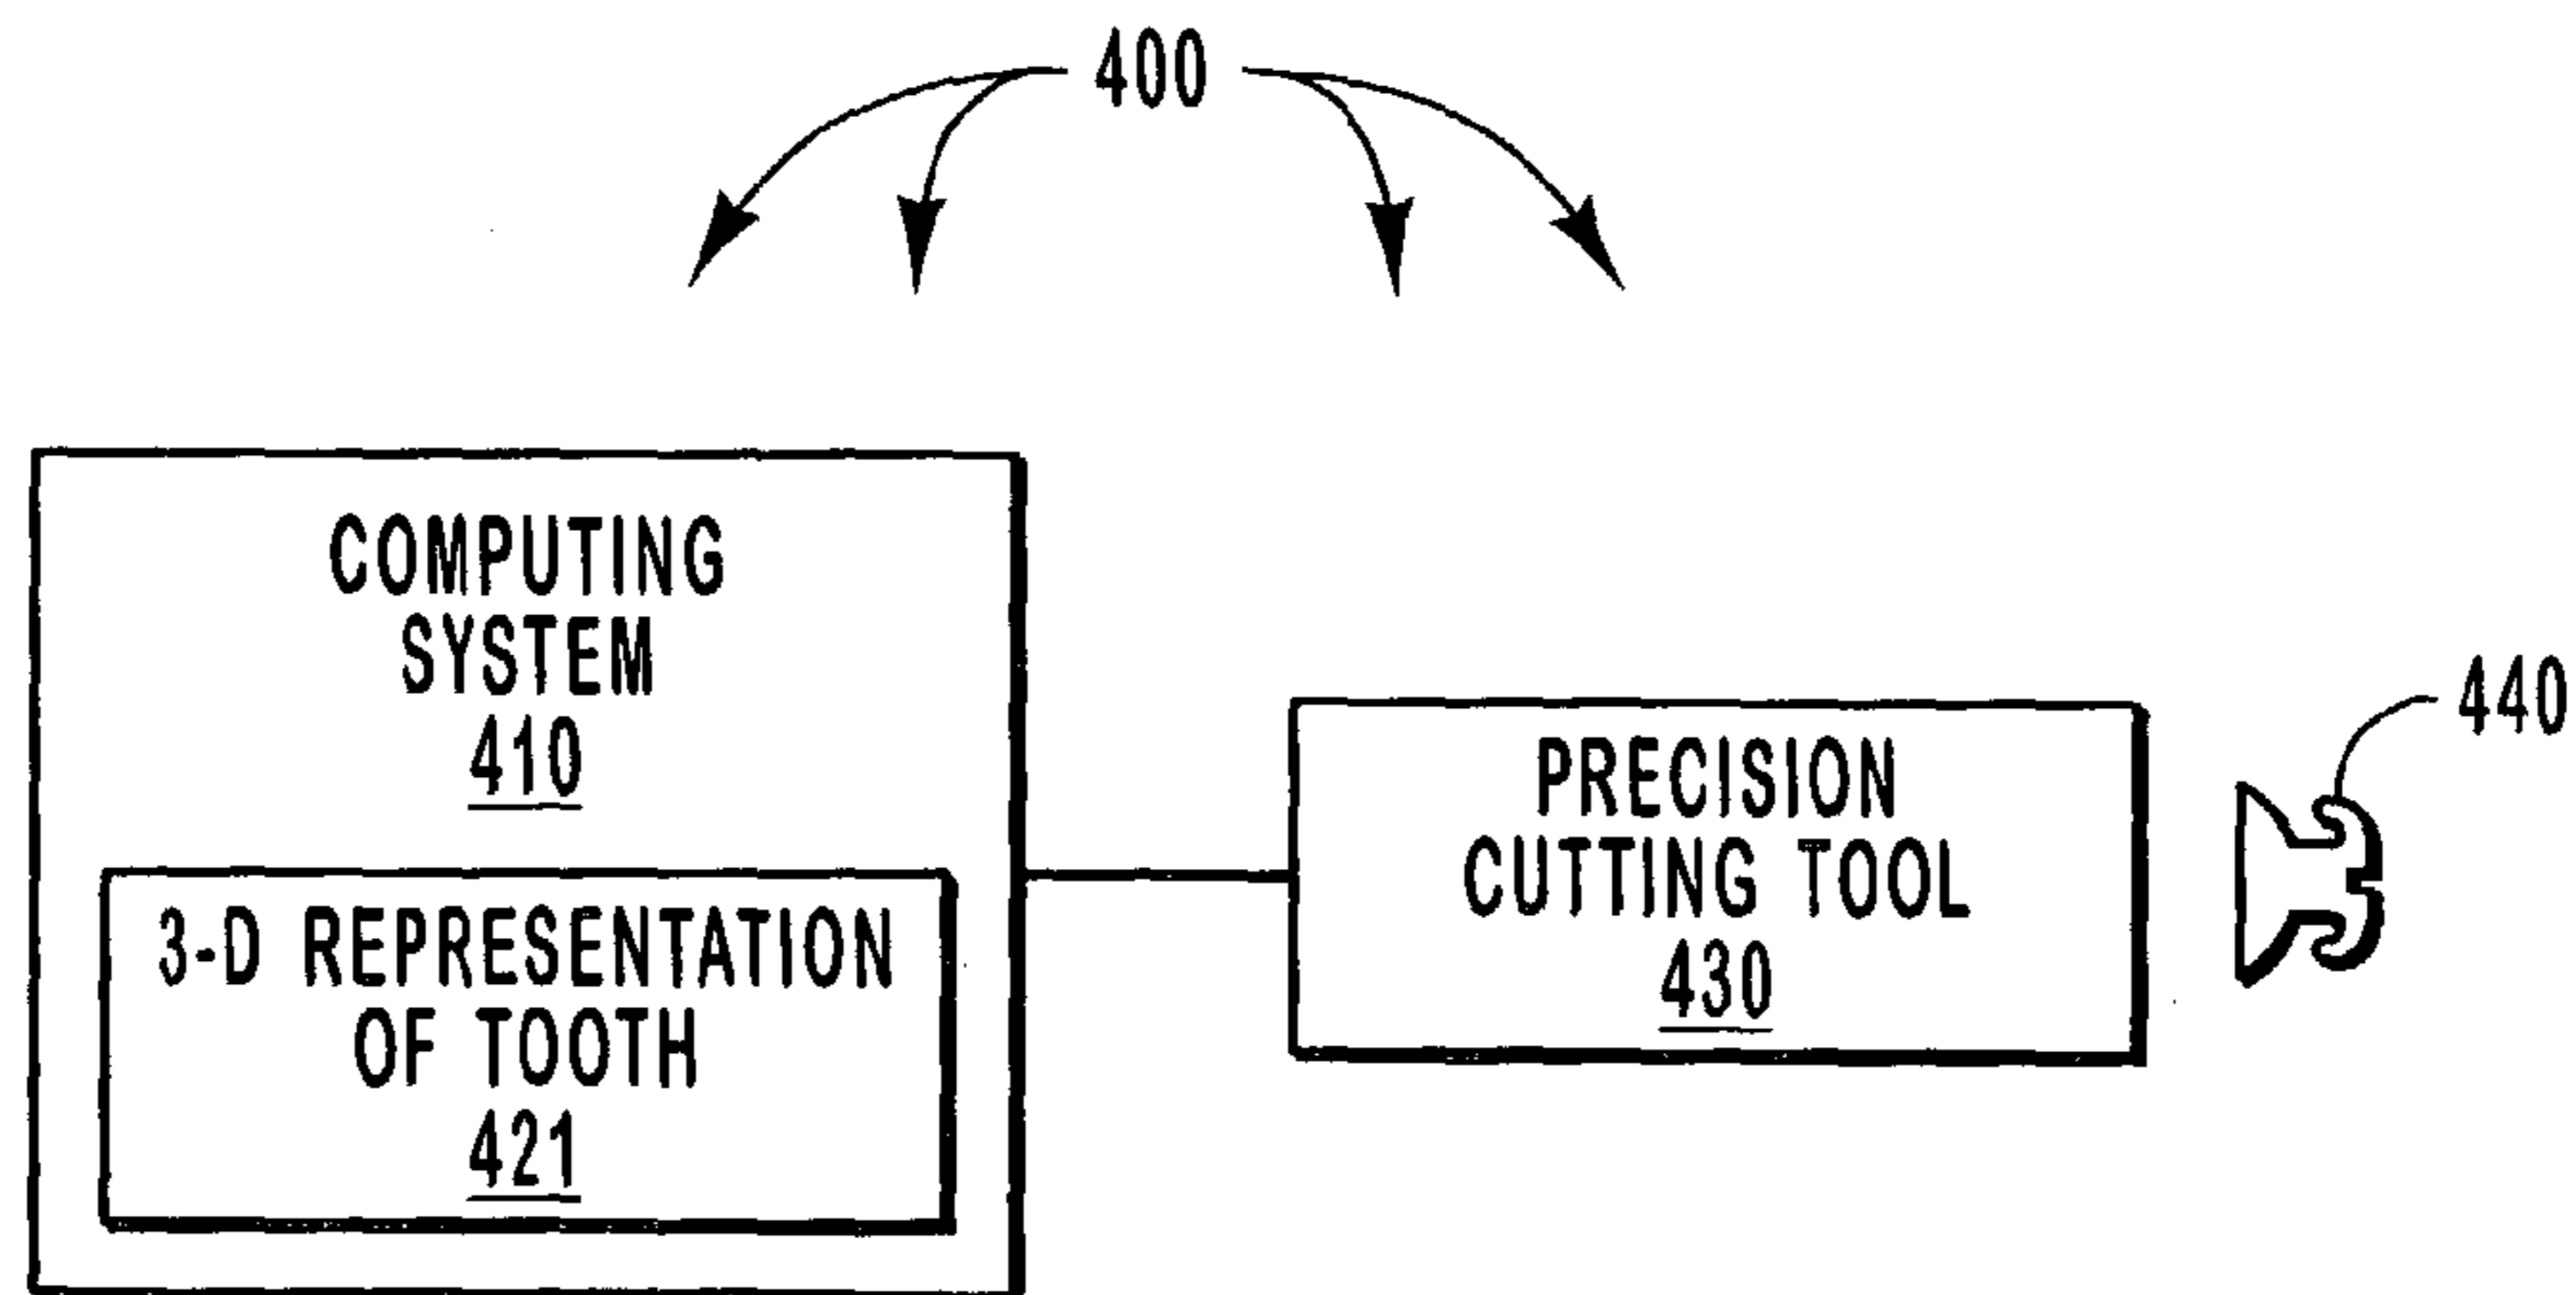 400
COMPUTING
SYSTEM
410
3-D REPRESENTATION
OF TOOTH
421
PRECISION
CUTTING TOOL
430
440